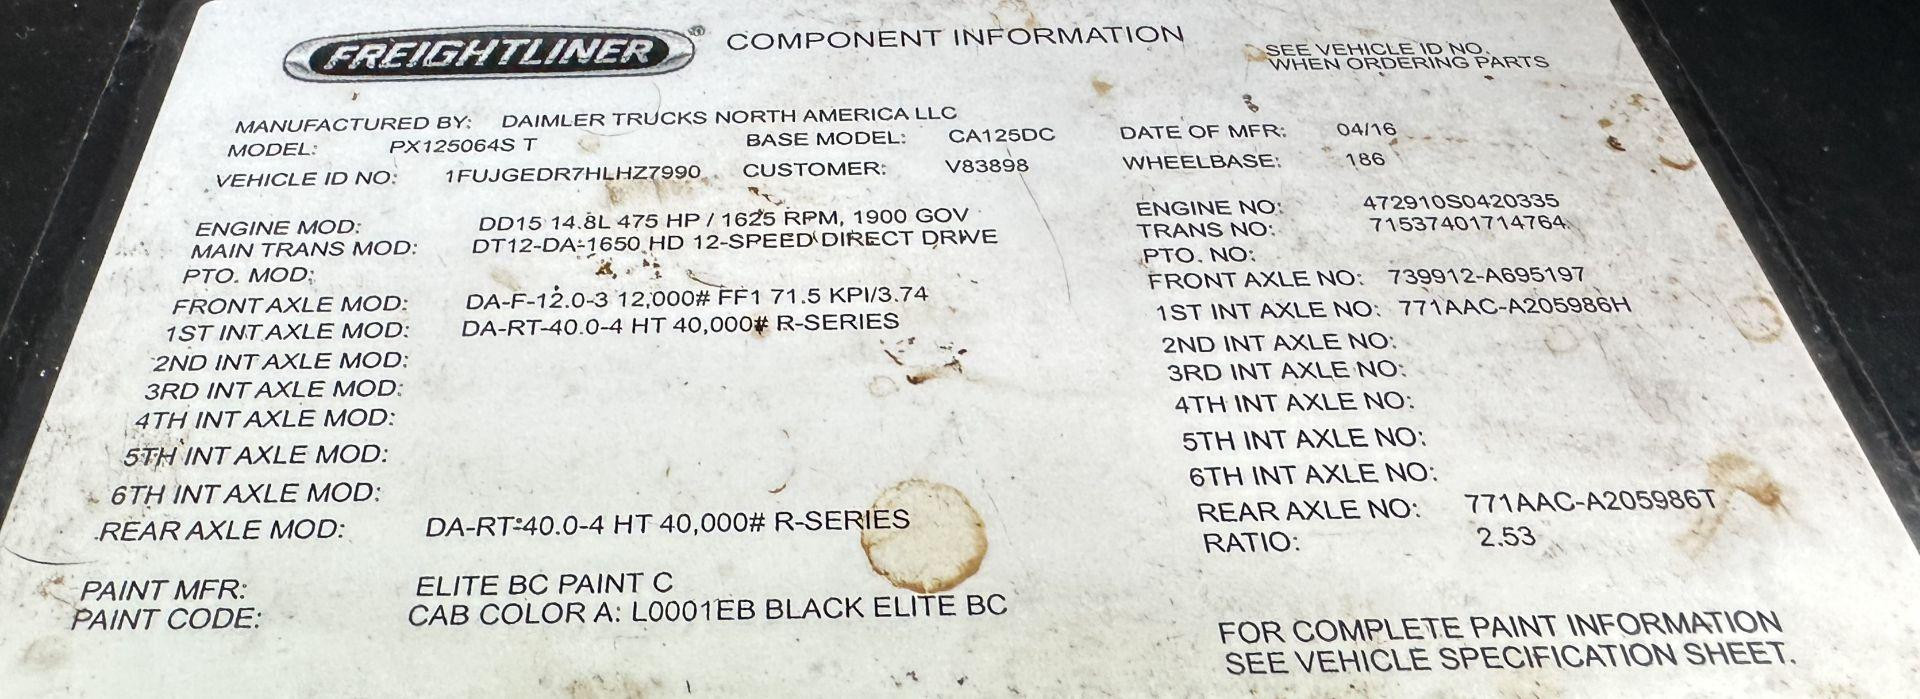 FREIGHTLINER® COMPONENT INFORMATION
SEE VEHICLE ID NO.
WHEN ORDERING PARTS
MANUFACTURED BY: DAIMLER TRUCKS NORTH AMERICA LLC
MODEL: PX125064S T BASE MODEL: CA125DC DATE OF MFR: 04/16
VEHICLE ID NO: 1FUJGEDR7HLHZ7990 CUSTOMER: V83898 WHEELBASE: 186
ENGINE MOD: DD15 14.8L 475 HP / 1625 RPM, 1900 GOV ENGINE NO: 472910S0420335
MAIN TRANS MOD: DT12-DA-1650 HD 12-SPEED DIRECT DRIVE TRANS NO: 71537401714764
PTO. MOD: PTO. NO:
FRONT AXLE MOD: DA-F-12.0-3 12,000# FF1 71.5 KPI/3.74 FRONT AXLE NO: 739912-A695197
1ST INT AXLE MOD: DA-RT-40.0-4 HT 40,000# R-SERIES 1ST INT AXLE NO: 771AAC-A205986H
2ND INT AXLE MOD: 2ND INT AXLE NO:
3RD INT AXLE MOD: 3RD INT AXLE NO:
4TH INT AXLE MOD: 4TH INT AXLE NO:
5TH INT AXLE MOD: 5TH INT AXLE NO:
6TH INT AXLE MOD: 6TH INT AXLE NO:
REAR AXLE MOD: DA-RT-40.0-4 HT 40,000# R-SERIES REAR AXLE NO: 771AAC-A205986T
RATIO: 2.53
PAINT MFR: ELITE BC PAINT C
PAINT CODE: CAB COLOR A: L0001EB BLACK ELITE BC
FOR COMPLETE PAINT INFORMATION
SEE VEHICLE SPECIFICATION SHEET.